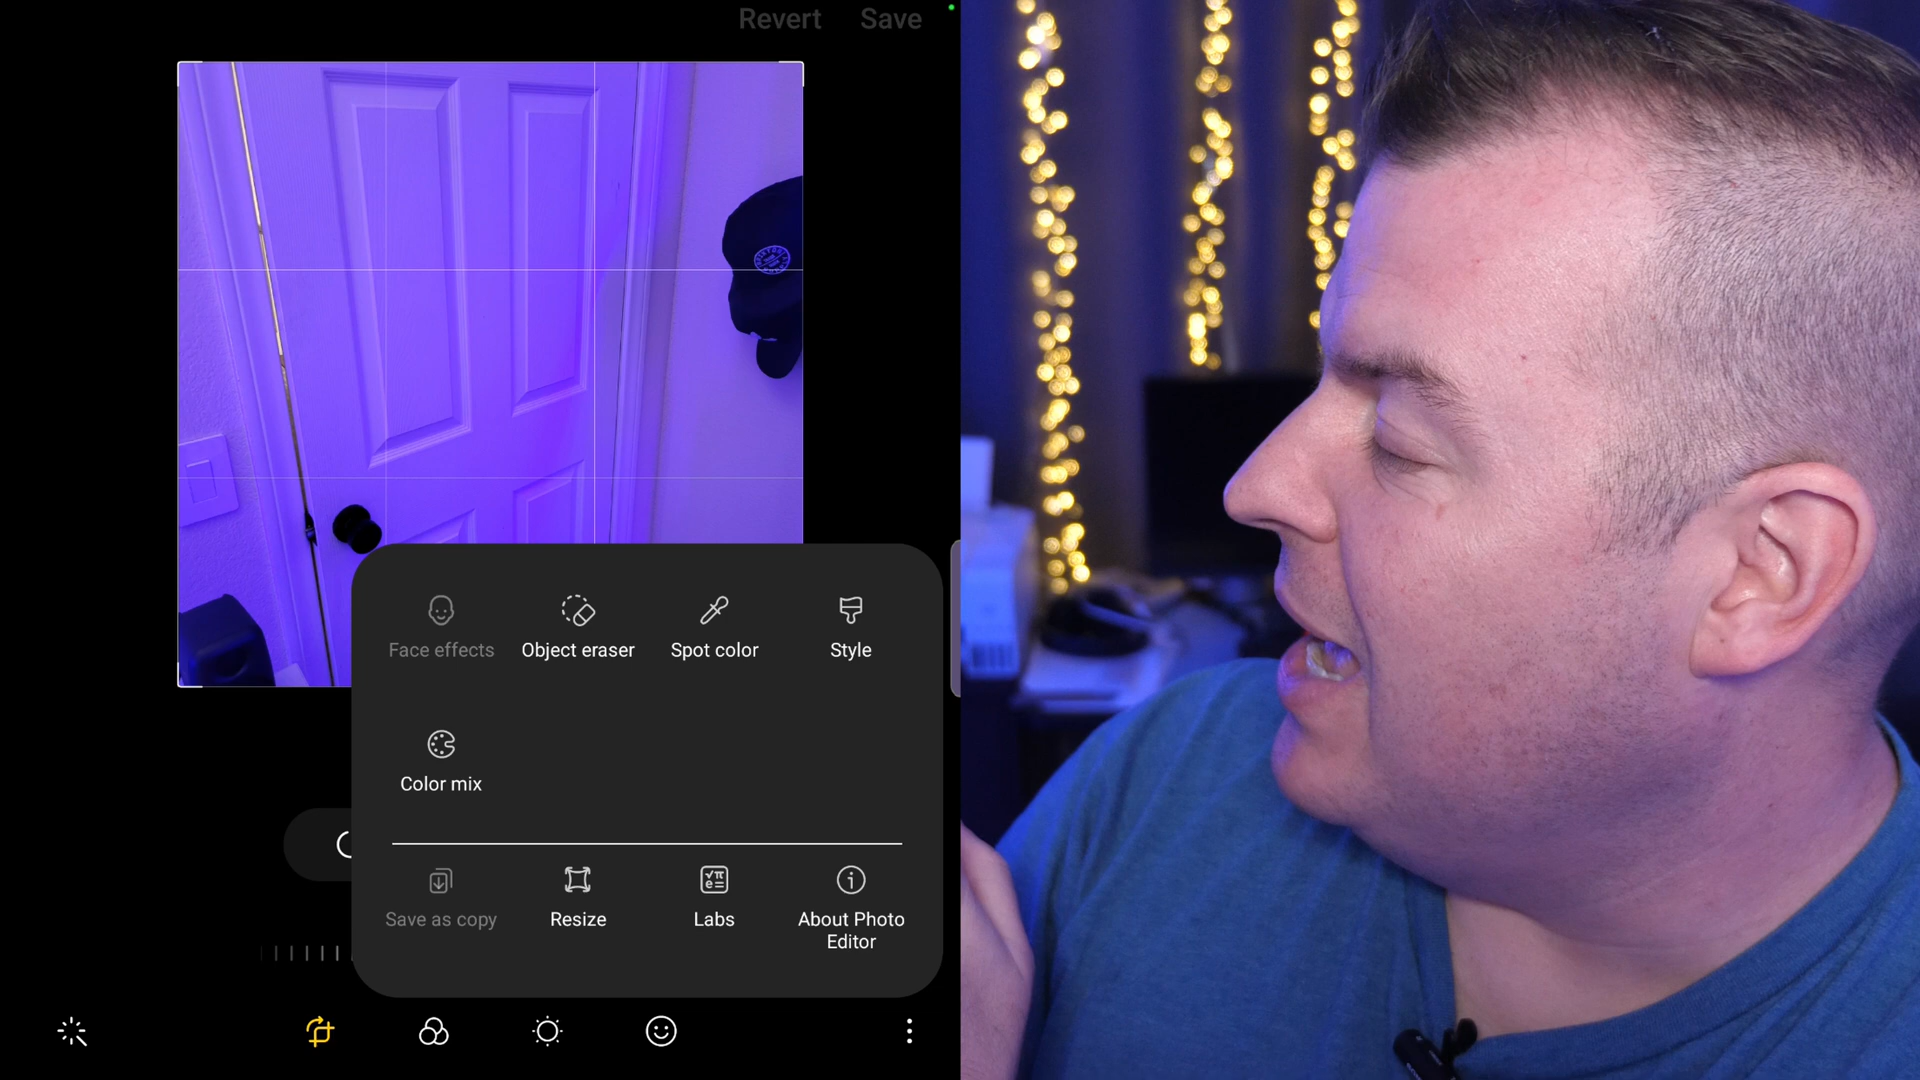 Revert Save
Face effects Object eraser Spot color Style
Color mix
Save as copy Resize Labs About Photo
Editor